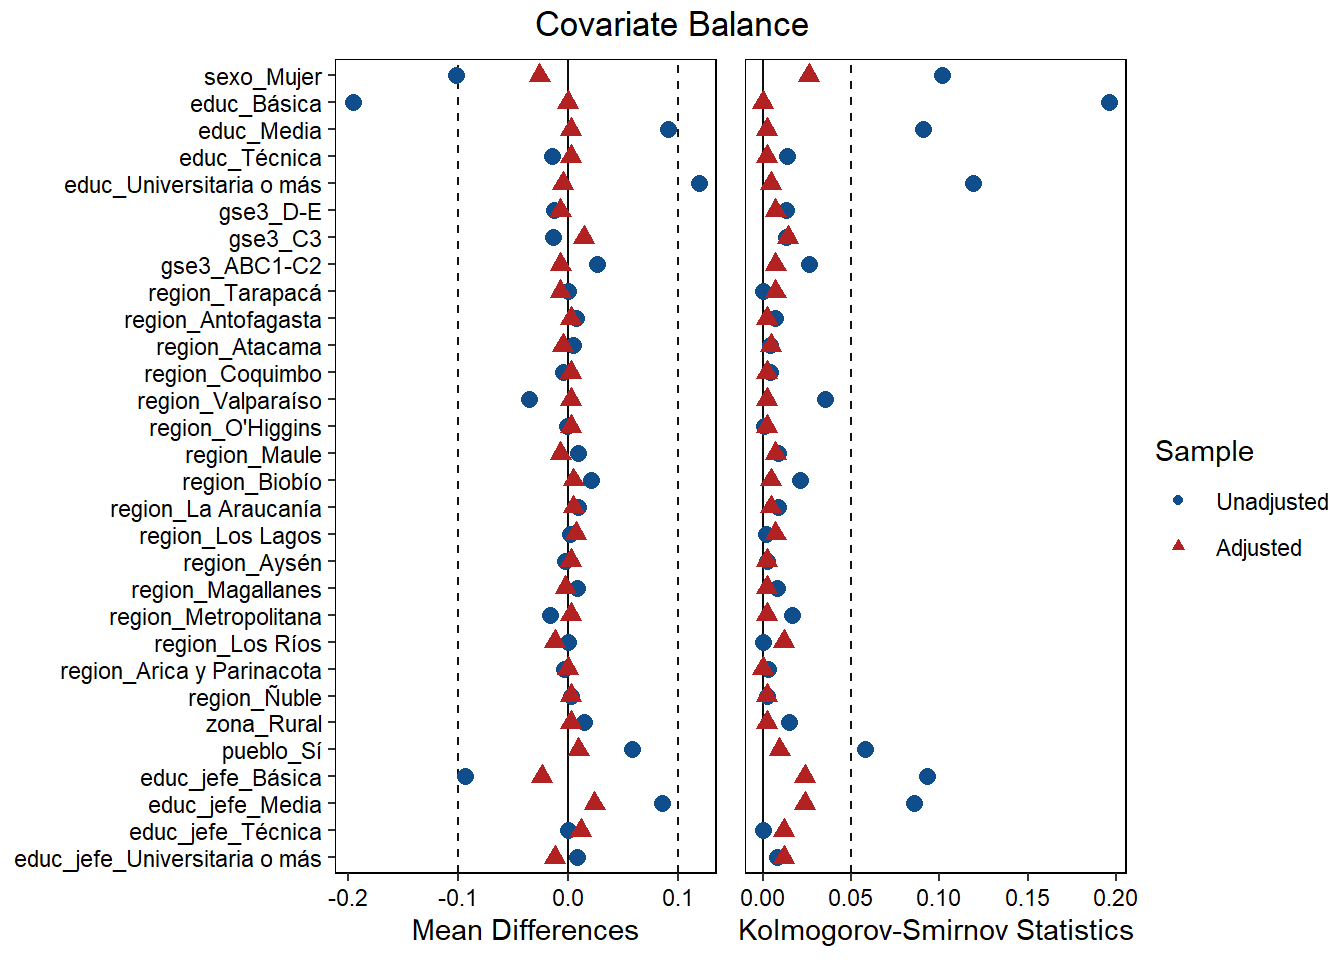 Covariate Balance
sexo_Mujer
educ_Básica
educ_Media
educ_Técnica
educ_Universitaria o más
gse3_D-E
gse3_C3
gse3_ABC1-C2
region_Tarapacá
region_Antofagasta
region_Atacama
region_Coquimbo
region_Valparaíso
region_O'Higgins
region_Maule
region_Biobío
region_La Araucanía
region_Los Lagos
region_Aysén
region_Magallanes
region_Metropolitana
region_Los Ríos
region_Arica y Parinacota
region_Ñuble
zona_Rural
pueblo_Sí
educ_jefe_Básica
educ_jefe_Media
educ_jefe_Técnica
educ_jefe_Universitaria o más
-0.2 -0.1 0.0 0.1
Mean Differences
0.00 0.05 0.10 0.15 0.20
Kolmogorov-Smirnov Statistics
Sample
Unadjusted
Adjusted